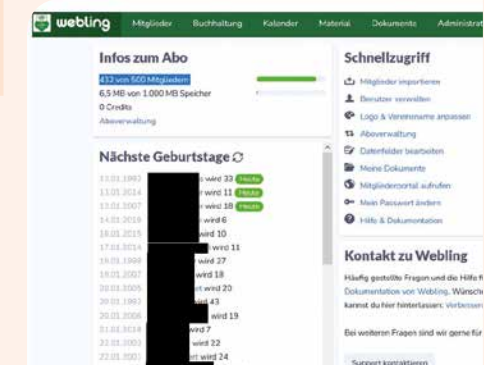 webling Mitglieder Buchhaltung Kalender Material Dokumente Administrat
Infos zum Abo
432 von 500 Mitgliedern
6,5 MB von 1.000 MB Speicher
0 Credits
Aboverwaltung
Nächste Geburtstage
wird 33 Heute
wird 11 Heute
wird 18 Heute
wird 6
wird 10
wird 11
wird 27
wird 18
wird 20
wird 43
wird 19
wird 7
wird 22
wird 24
Schnellzugriff
Mitglieder importieren
Benutzer verwalten
Logo & Vereinsname anpassen
Aboverwaltung
Datenfelder bearbeiten
Meine Dokumente
Mitgliederportal aufrufen
Mein Passwort ändern
Hilfe & Dokumentation
Kontakt zu Webling
Häufig gestellte Fragen und die Hilfe f
Dokumentation von Webling. Wünsche
kannst du hier hinterlassen: Verbesser
Bei weiteren Fragen sind wir gerne für
Support kontaktieren